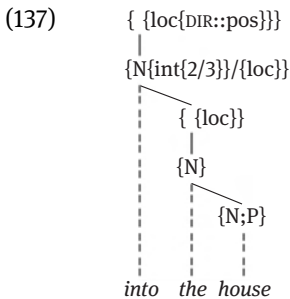 (137) { {loc{DIR::pos}}}
{N{int{2/3}}/{loc}}
{ {loc}}
{N}
{N;P}
into the house